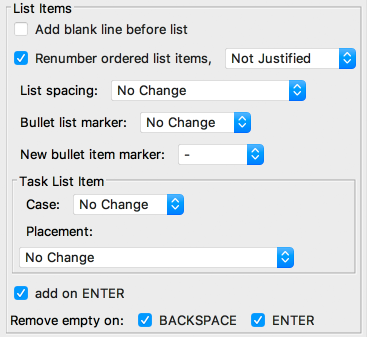 List Items
Add blank line before list
Renumber ordered list items, Not Justified
List spacing: No Change
Bullet list marker: No Change
New bullet item marker: -
Task List Item
Case: No Change
Placement:
No Change
add on ENTER
Remove empty on: BACKSPACE ENTER